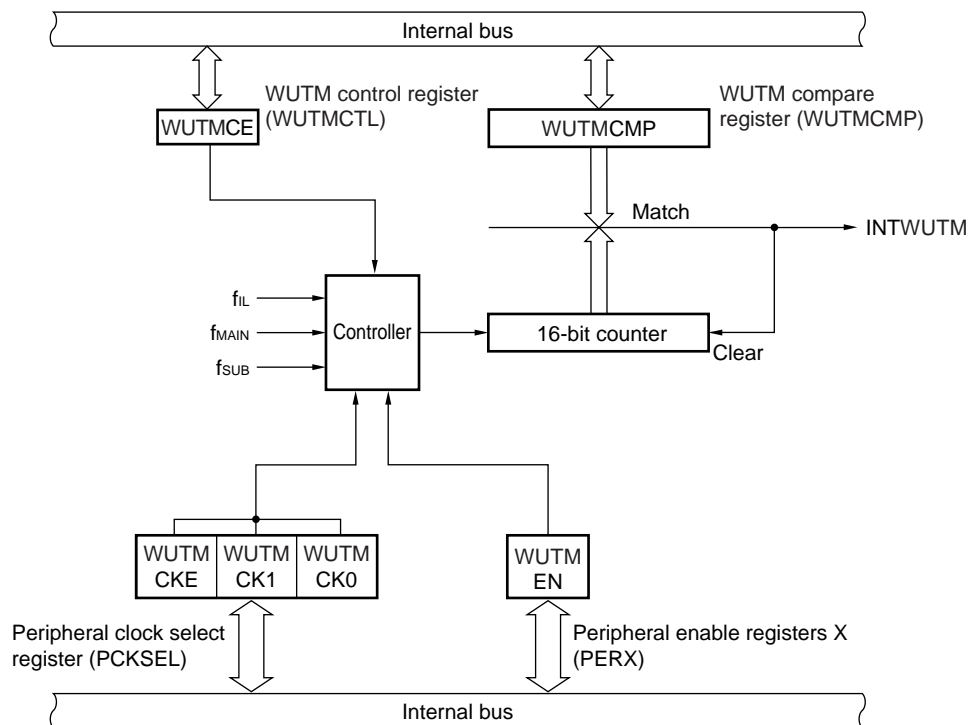 Internal bus
WUTM control register
(WUTMCTL)
WUTMCE
WUTM compare
register (WUTMCMP)
WUTMCMP
Match
INTWUTM
fIL
fMAIN
fSUB
Controller
16-bit counter
Clear
WUTM
CKE
WUTM
CK1
WUTM
CK0
WUTM
EN
Peripheral clock select
register (PCKSEL)
Peripheral enable registers X
(PERX)
Internal bus